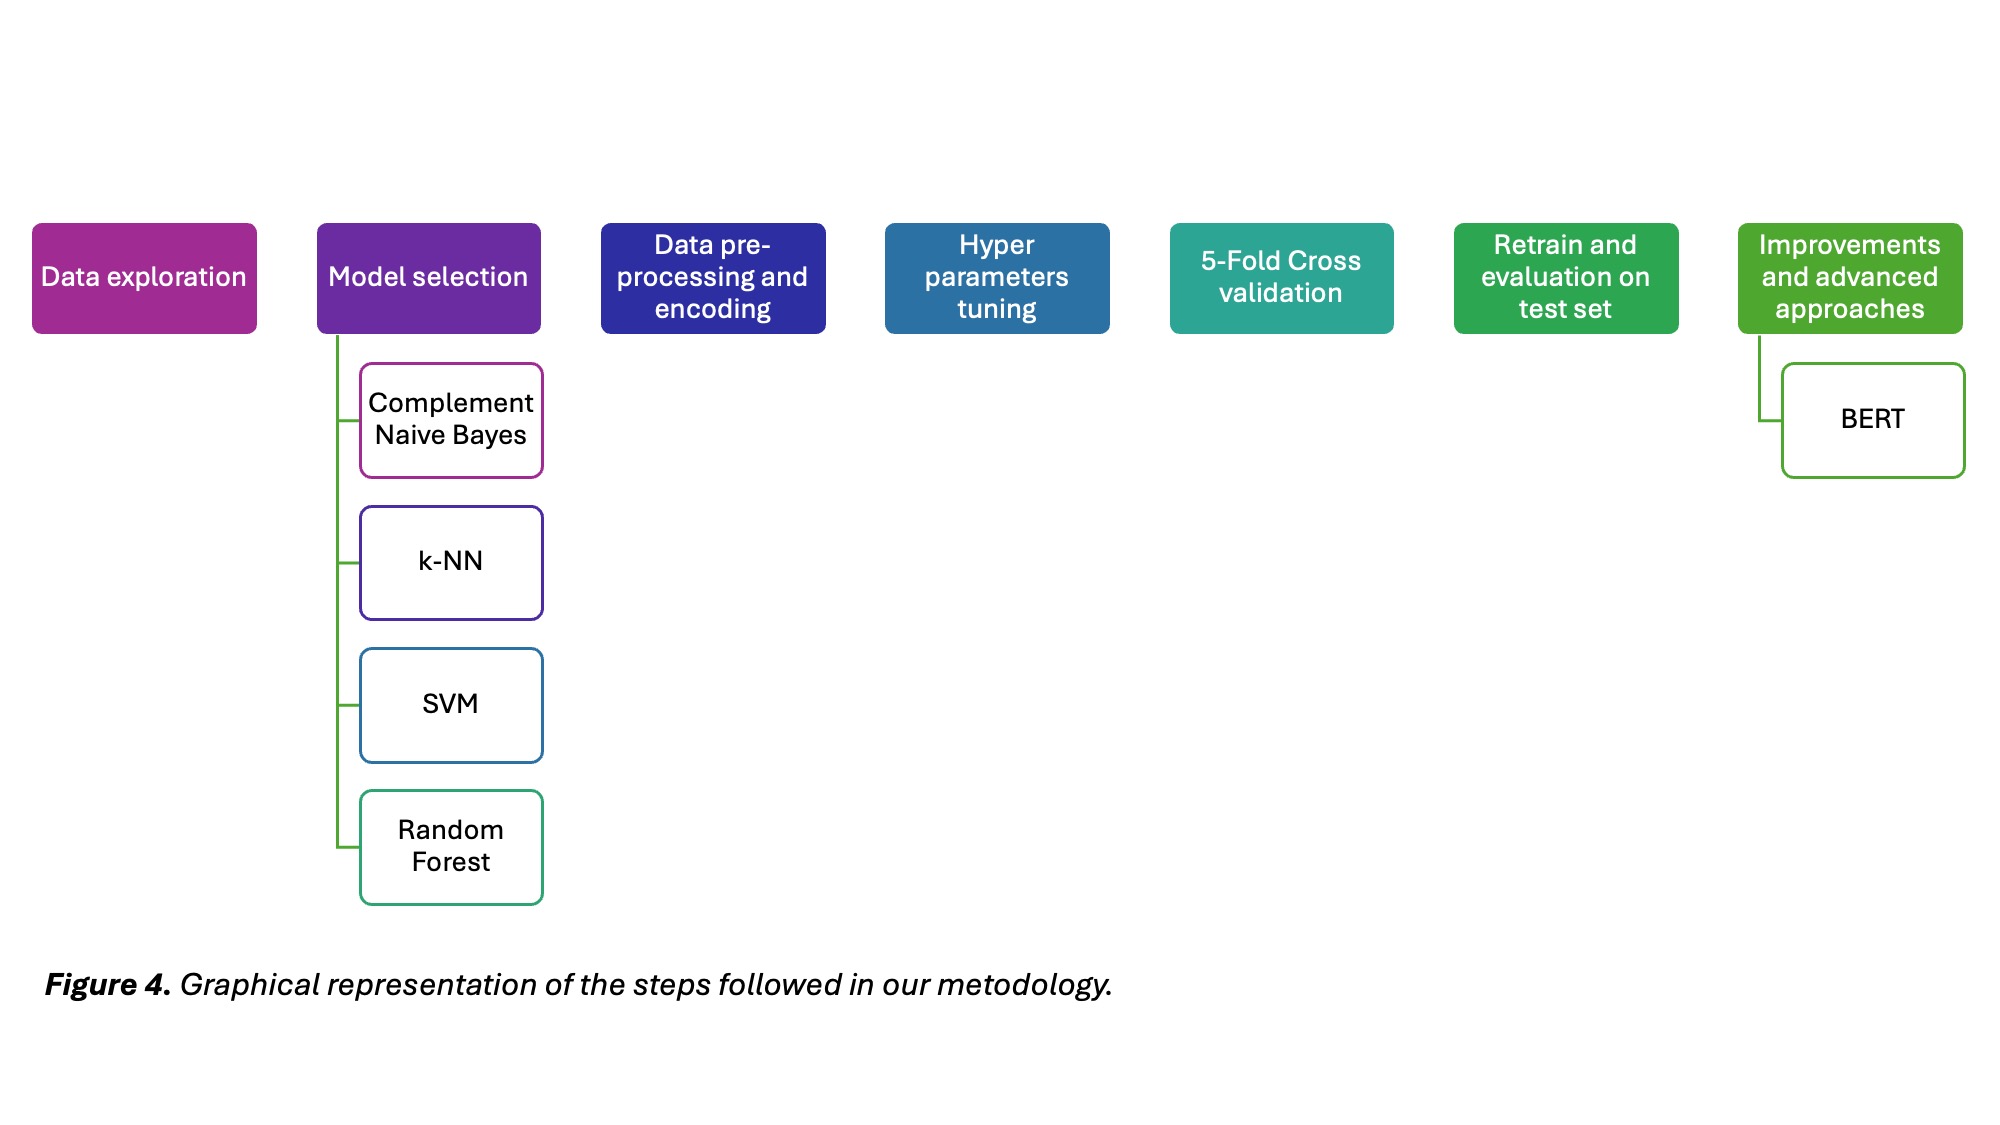 Data exploration
Model selection
Data pre-
processing and
encoding
Hyper
parameters
tuning
5-Fold Cross
validation
Retrain and
evaluation on
test set
Improvements
and advanced
approaches
Complement
Naive Bayes
k-NN
SVM
Random
Forest
BERT
Figure 4. Graphical representation of the steps followed in our metodology.